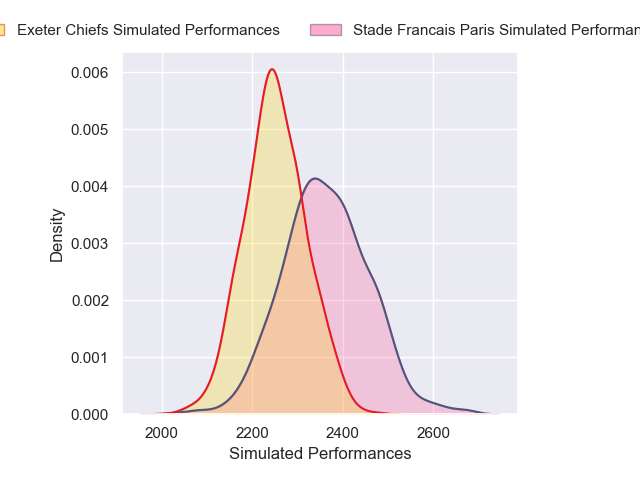 Exeter Chiefs Simulated Performances
Stade Francais Paris Simulated
0.006
0.005
0.004
0.003
0.002
0.001
0.000
Density
2000 2200 2400 2600
Simulated Performances